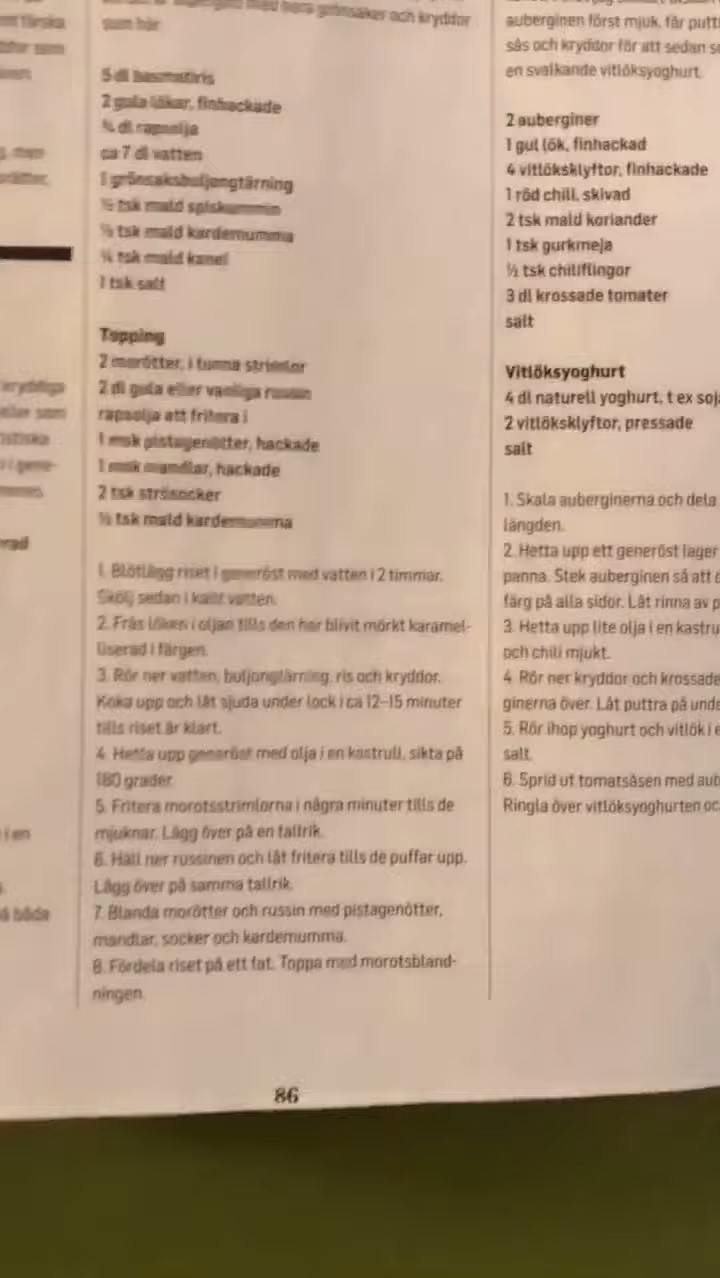 med bara grönsaker och kryddor
som här.
5 dl basmatiris
2 gula lökar, finhackade
¾ dl rapsolja
ca 7 dl vatten
1 grönsaksbuljongtärning
½ tsk mald spiskummin
½ tsk mald kardemumma
¼ tsk mald kanel
1 tsk salt
Topping
2 morötter, i tunna strimlor
2 dl gula eller vanliga russin
rapsolja att fritera i
1 msk pistagenötter, hackade
1 msk mandlar, hackade
2 tsk strösocker
½ tsk mald kardemumma
1. Blötlägg riset i generöst med vatten i 2 timmar.
Skölj sedan i kallt vatten.
2. Fräs löken i oljan tills den har blivit mörkt karamel-
liserad i färgen.
3. Rör ner vatten, buljongtärning, ris och kryddor.
Koka upp och låt sjuda under lock i ca 12–15 minuter
tills riset är klart.
4. Hetta upp generöst med olja i en kastrull, sikta på
180 grader.
5. Fritera morotsstrimlorna i några minuter tills de
mjuknar. Lägg över på en tallrik.
6. Häll ner russinen och låt fritera tills de puffar upp.
Lägg över på samma tallrik.
7. Blanda morötter och russin med pistagenötter,
mandlar, socker och kardemumma.
8. Fördela riset på ett fat. Toppa med morotsbland-
ningen.
auberginen först mjuk, får putt
sås och kryddor för att sedan se
en svalkande vitlöksyoghurt.
2 auberginer
1 gul lök, finhackad
4 vitlöksklyftor, finhackade
1 röd chili, skivad
2 tsk mald koriander
1 tsk gurkmeja
½ tsk chiliflingor
3 dl krossade tomater
salt
Vitlöksyoghurt
4 dl naturell yoghurt, t ex soj
2 vitlöksklyftor, pressade
salt
1. Skala auberginerna och dela
längden.
2. Hetta upp ett generöst lager
panna. Stek auberginen så att d
färg på alla sidor. Låt rinna av p
3. Hetta upp lite olja i en kastru
och chili mjukt.
4. Rör ner kryddor och krossade
ginerna över. Låt puttra på unde
5. Rör ihop yoghurt och vitlök i e
salt.
6. Sprid ut tomatsåsen med aub
Ringla över vitlöksyoghurten oc
86